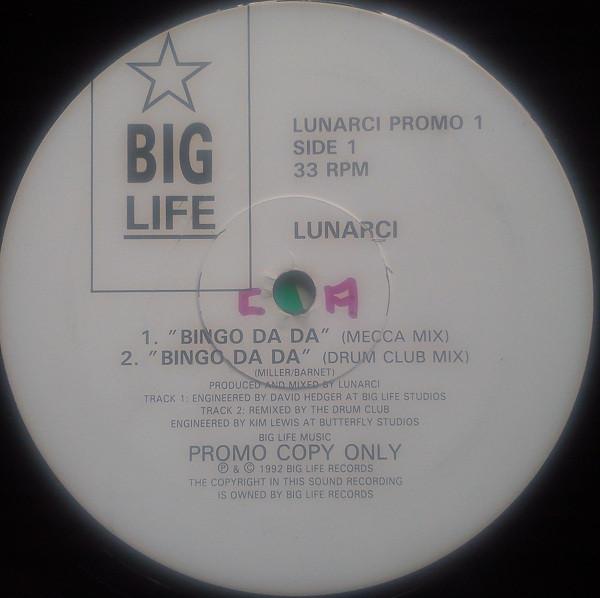 BIG
LIFE
LUNARCI PROMO 1
SIDE 1
33 RPM
LUNARCI
C A
1. "BINGO DA DA" (MECCA MIX)
2. "BINGO DA DA" (DRUM CLUB MIX)
(MILLER/BARNET)
PRODUCED AND MIXED BY LUNARCI
TRACK 1: ENGINEERED BY DAVID HEDGER AT BIG LIFE STUDIOS
TRACK 2: REMIXED BY THE DRUM CLUB
ENGINEERED BY KIM LEWIS AT BUTTERFLY STUDIOS
BIG LIFE MUSIC
PROMO COPY ONLY
℗ & © 1992 BIG LIFE RECORDS
THE COPYRIGHT IN THIS SOUND RECORDING
IS OWNED BY BIG LIFE RECORDS